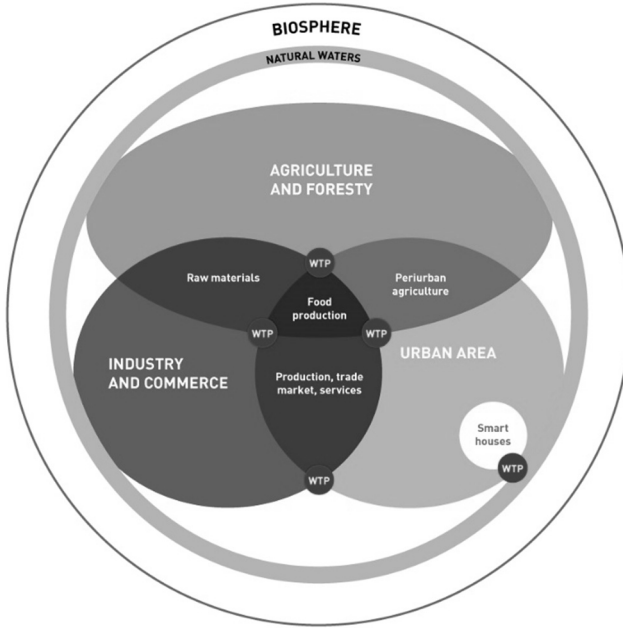 BIOSPHERE
NATURAL WATERS
AGRICULTURE
AND FORESTY
WTP
Raw materials
Periurban
agriculture
Food
production
WTP
WTP
INDUSTRY
AND COMMERCE
URBAN AREA
Production, trade
market, services
Smart
houses
WTP
WTP